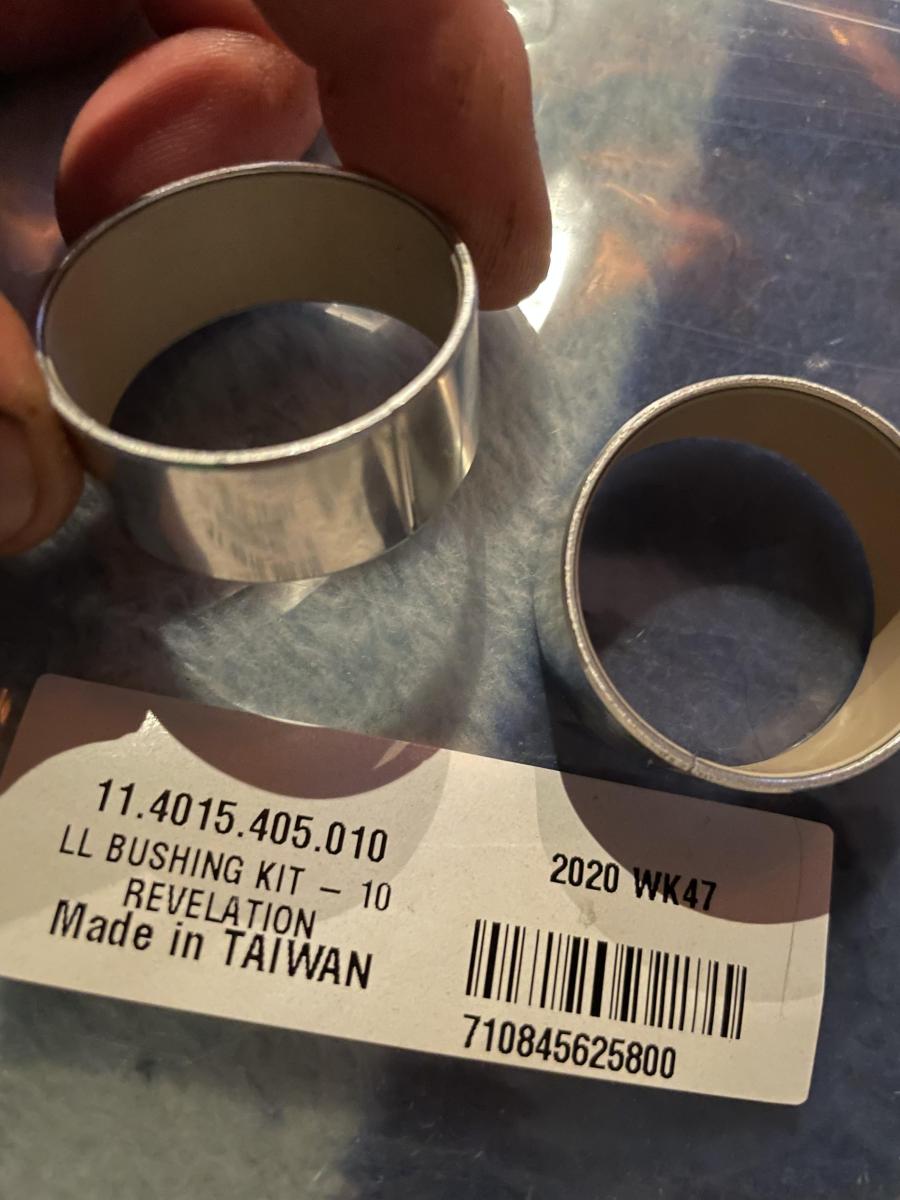 11.4015.405.010
LL BUSHING KIT – 10
REVELATION
Made in TAIWAN
2020 WK47
710845625800